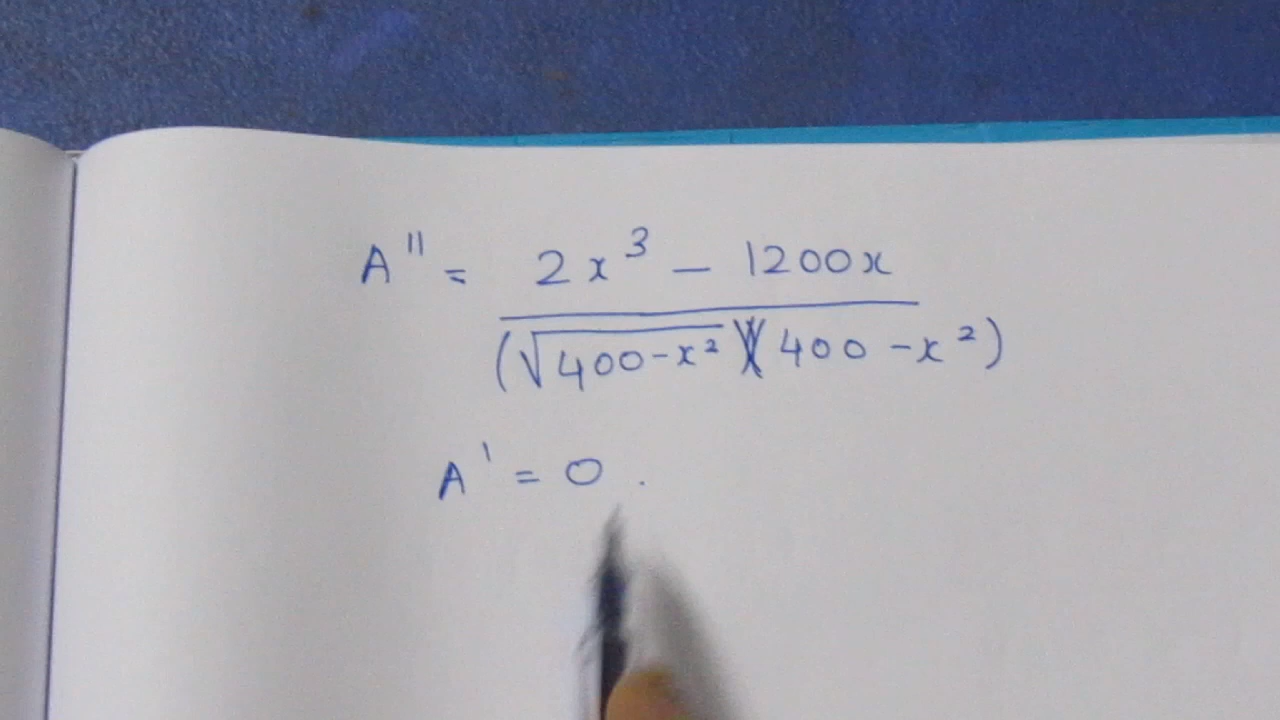 A'' = 2x³ - 1200x
(√400-x²)(400-x²)
A' = 0.